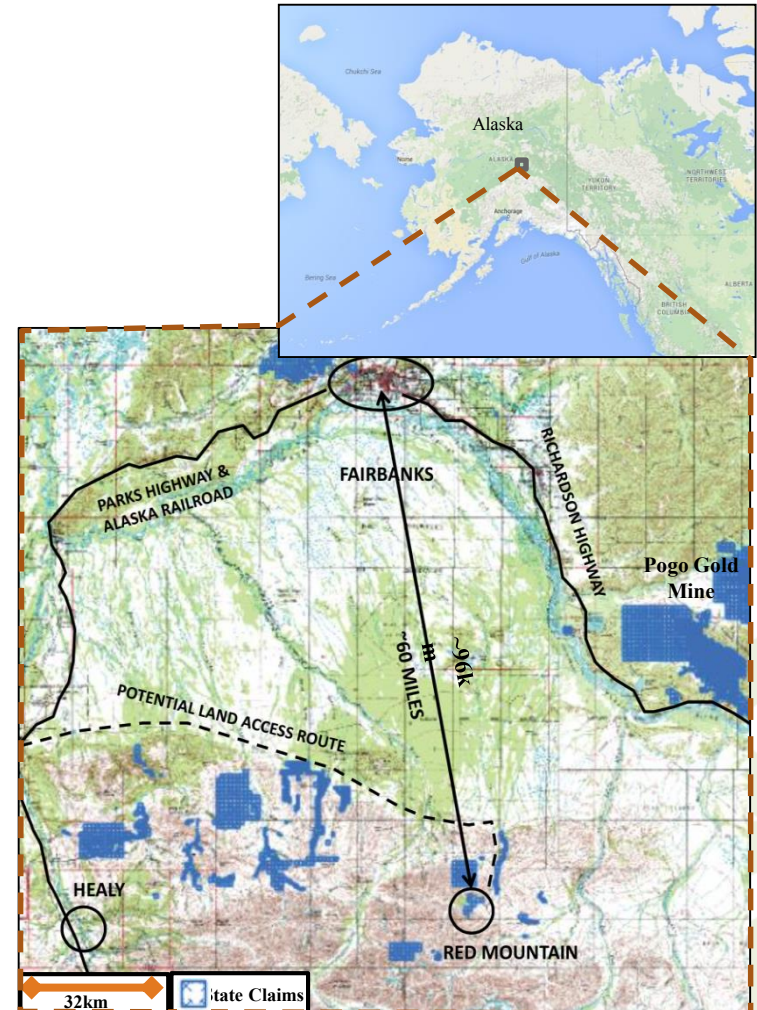 Chukchi Sea
Alaska
ALASKA
Nome
YUKON
TERRITORY
NORTHWEST
TERRITORIES
Anchorage
Gulf of Alaska
Bering Sea
ALBERTA
BRITISH
COLUMBIA
FAIRBANKS
PARKS HIGHWAY &
ALASKA RAILROAD
RICHARDSON HIGHWAY
Pogo Gold
Mine
~96k
m
~60 MILES
POTENTIAL LAND ACCESS ROUTE
HEALY
RED MOUNTAIN
32km
State Claims